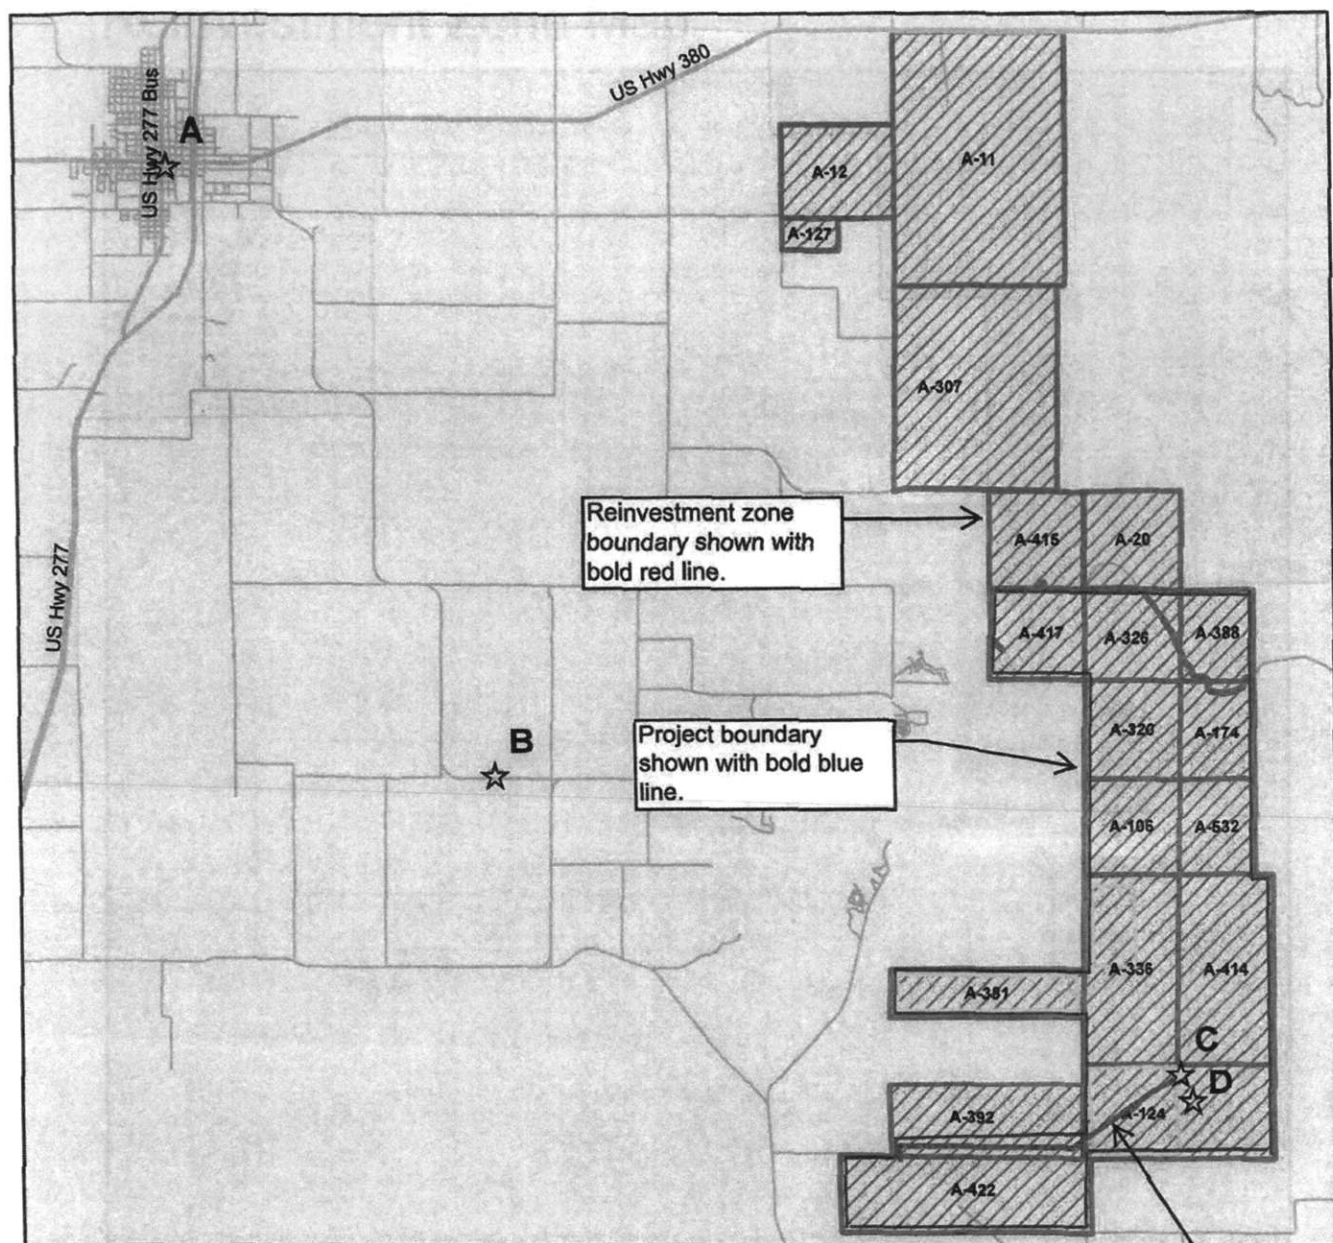 US Hwy 380
US Hwy 277 Bus
A
A-12
A-11
A-127
A-307
US Hwy 277
Reinvestment zone
boundary shown with
bold red line.
A-415
A-20
A-417
A-326
A-388
Project boundary
shown with bold blue
line.
B
A-320
A-174
A-532
A-336
A-414
A-381
C
D
A-124
A-392
A-422